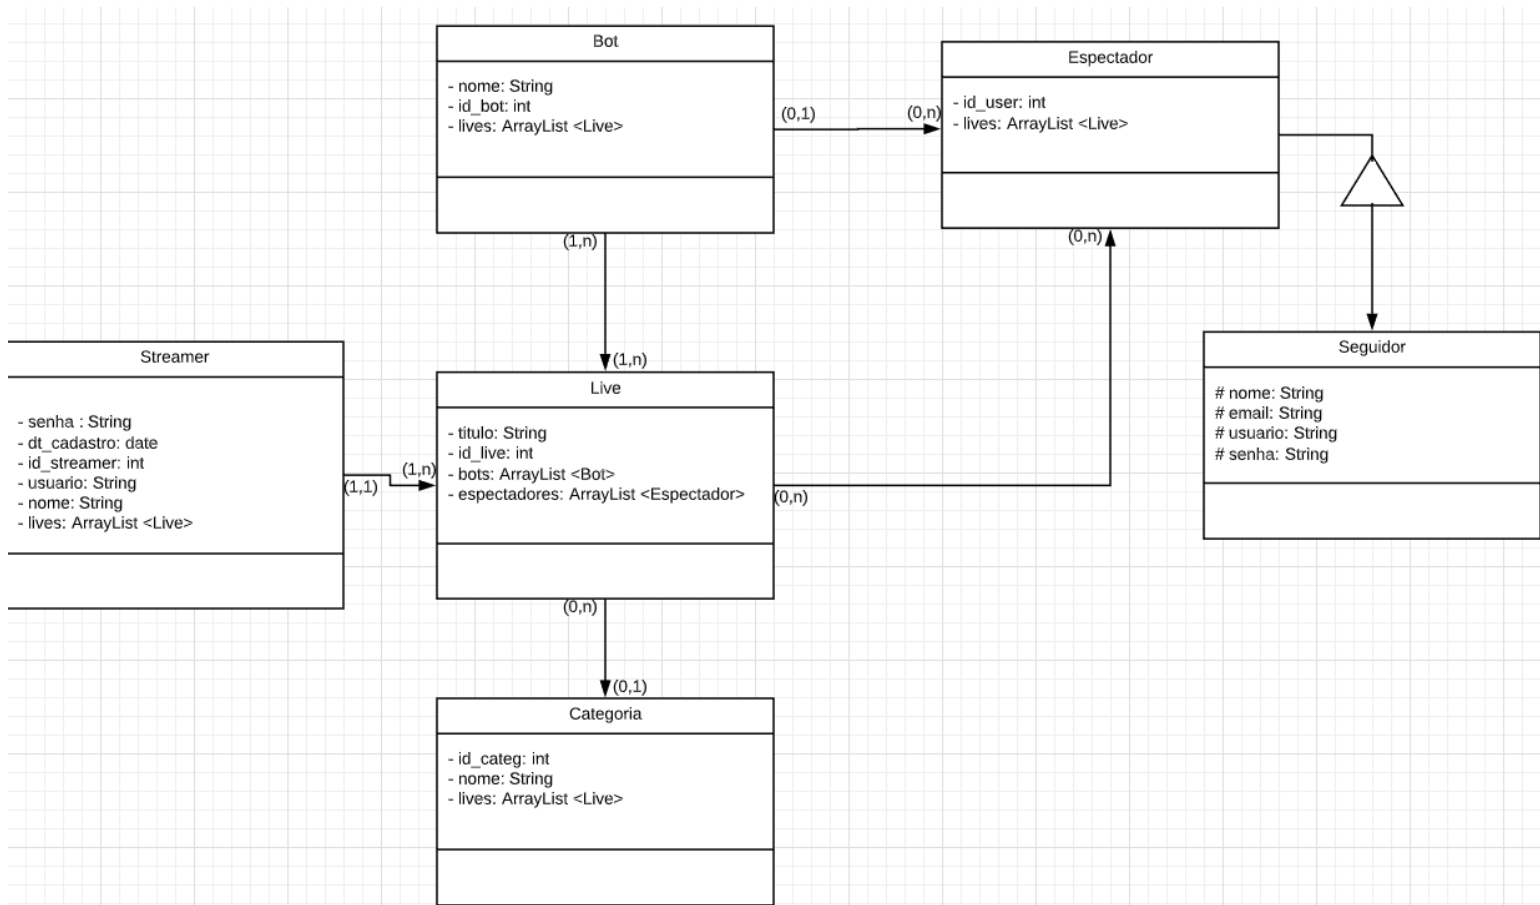 Bot
- nome: String
- id_bot: int
- lives: ArrayList <Live>
(0,1)
(0,n)
(1,n)
Espectador
- id_user: int
- lives: ArrayList <Live>
(0,n)
Seguidor
# nome: String
# email: String
# usuario: String
# senha: String
Streamer
- senha : String
- dt_cadastro: date
- id_streamer: int
- usuario: String
- nome: String
- lives: ArrayList <Live>
(1,1)
(1,n)
(1,n)
Live
- titulo: String
- id_live: int
- bots: ArrayList <Bot>
- espectadores: ArrayList <Espectador>
(0,n)
(0,n)
(0,1)
Categoria
- id_categ: int
- nome: String
- lives: ArrayList <Live>